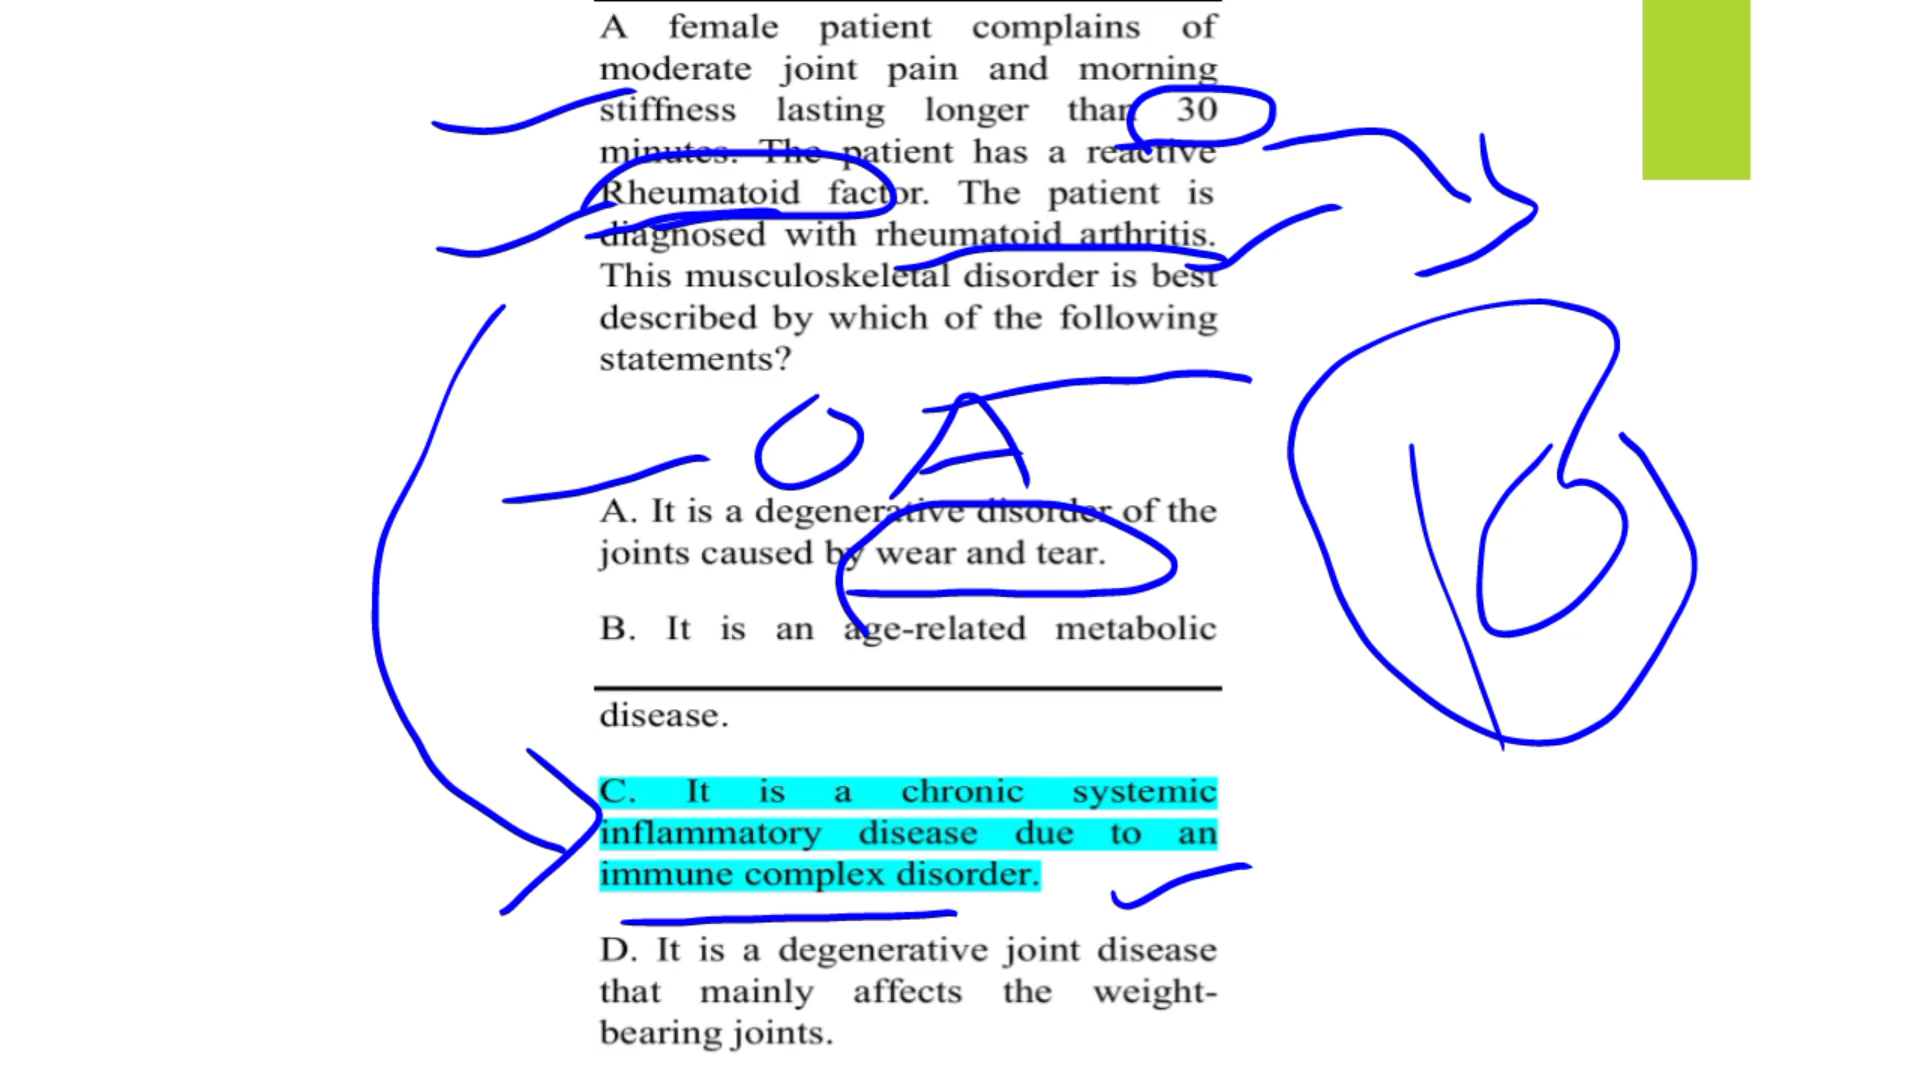 A female patient complains of
moderate joint pain and morning
stiffness lasting longer than 30
minutes. The patient has a reactive
Rheumatoid factor. The patient is
diagnosed with rheumatoid arthritis.
This musculoskeletal disorder is best
described by which of the following
statements?
OA
A. It is a degenerative disorder of the
joints caused by wear and tear.
B. It is an age-related metabolic
disease.
C. It is a chronic systemic
inflammatory disease due to an
immune complex disorder.
D. It is a degenerative joint disease
that mainly affects the weight-
bearing joints.